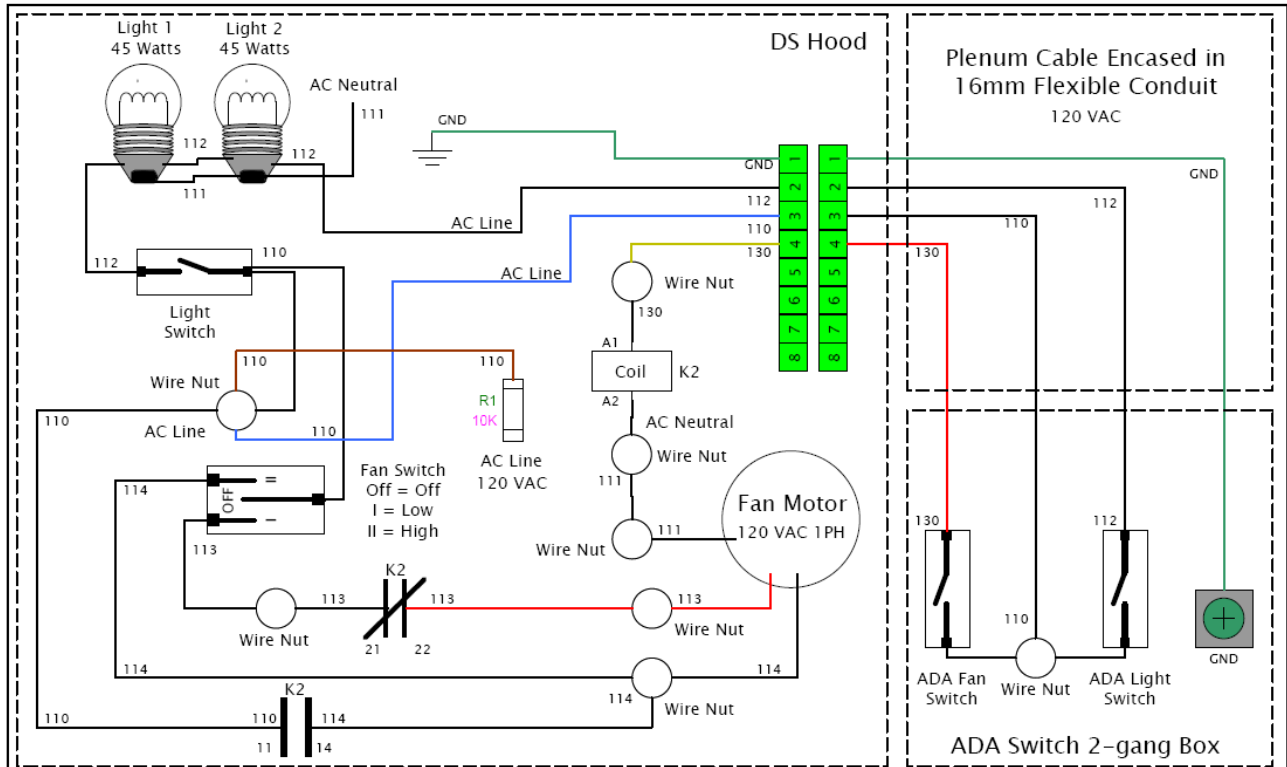 Light 1
45 Watts
Light 2
45 Watts
AC Neutral
111
112
112
111
GND
DS Hood
Plenum Cable Encased in
16mm Flexible Conduit
120 VAC
GND
1
2
3
4
5
6
7
8
1
2
3
4
5
6
7
8
112
110
130
AC Line
AC Line
GND
112
110
130
112
110
Light
Switch
110
110
Wire Nut
AC Line
110
110
R1
10K
AC Line
120 VAC
Wire Nut
130
A1
Coil
K2
A2
AC Neutral
Wire Nut
111
Wire Nut
111
Fan Motor
120 VAC 1PH
114
OFF
=
–
113
Fan Switch
Off = Off
I = Low
II = High
Wire Nut
113
K2
21
22
113
113
Wire Nut
114
114
114
Wire Nut
110
K2
110
114
11
14
130
112
110
ADA Fan
Switch
Wire Nut
ADA Light
Switch
GND
ADA Switch 2-gang Box